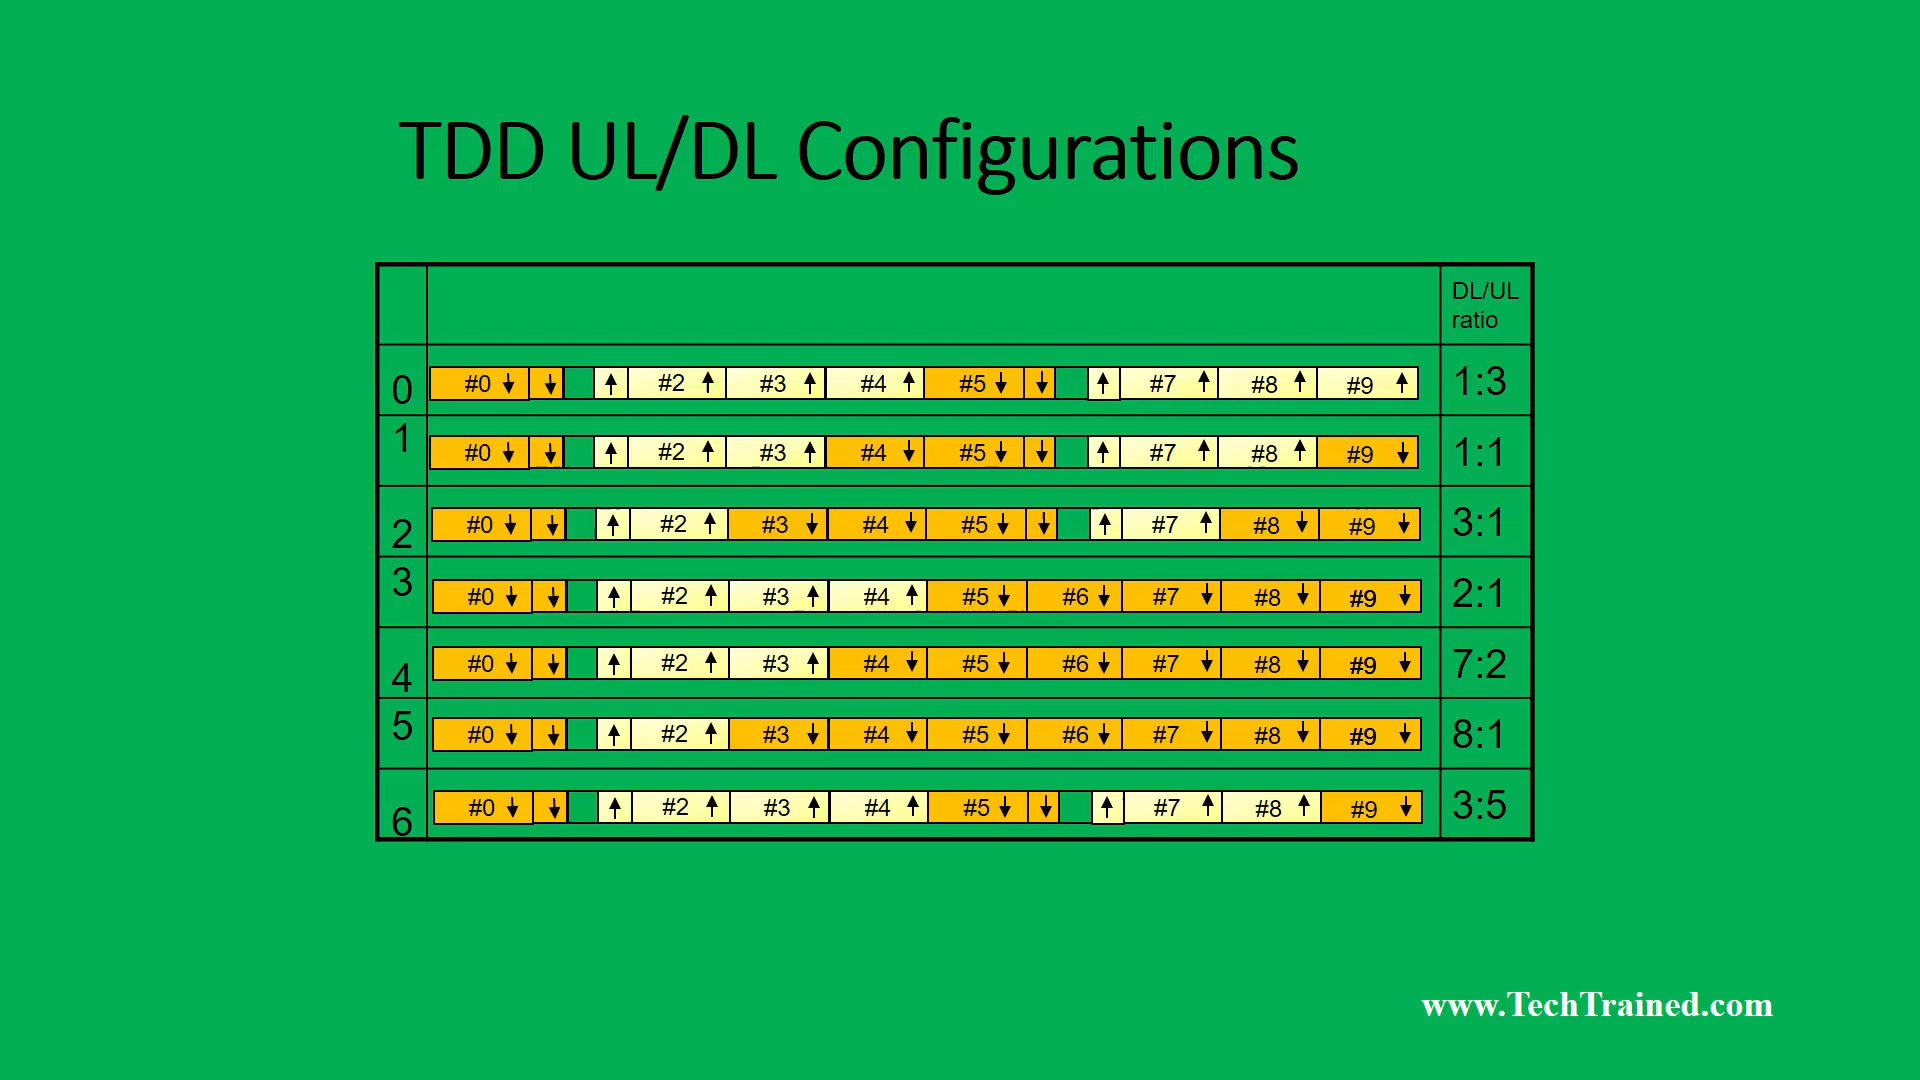 TDD UL/DL Configurations
DL/UL
ratio
0 #0 ↓ ↓ ↑ #2 ↑ #3 ↑ #4 ↑ #5 ↓ ↓ ↑ #7 ↑ #8 ↑ #9 ↑ 1:3
1 #0 ↓ ↓ ↑ #2 ↑ #3 ↑ #4 ↓ #5 ↓ ↓ ↑ #7 ↑ #8 ↑ #9 ↓ 1:1
2 #0 ↓ ↓ ↑ #2 ↑ #3 ↓ #4 ↓ #5 ↓ ↓ ↑ #7 ↑ #8 ↓ #9 ↓ 3:1
3 #0 ↓ ↓ ↑ #2 ↑ #3 ↑ #4 ↑ #5 ↓ #6 ↓ #7 ↓ #8 ↓ #9 ↓ 2:1
4 #0 ↓ ↓ ↑ #2 ↑ #3 ↑ #4 ↓ #5 ↓ #6 ↓ #7 ↓ #8 ↓ #9 ↓ 7:2
5 #0 ↓ ↓ ↑ #2 ↑ #3 ↓ #4 ↓ #5 ↓ #6 ↓ #7 ↓ #8 ↓ #9 ↓ 8:1
6 #0 ↓ ↓ ↑ #2 ↑ #3 ↑ #4 ↑ #5 ↓ ↓ ↑ #7 ↑ #8 ↑ #9 ↓ 3:5
www.TechTrained.com